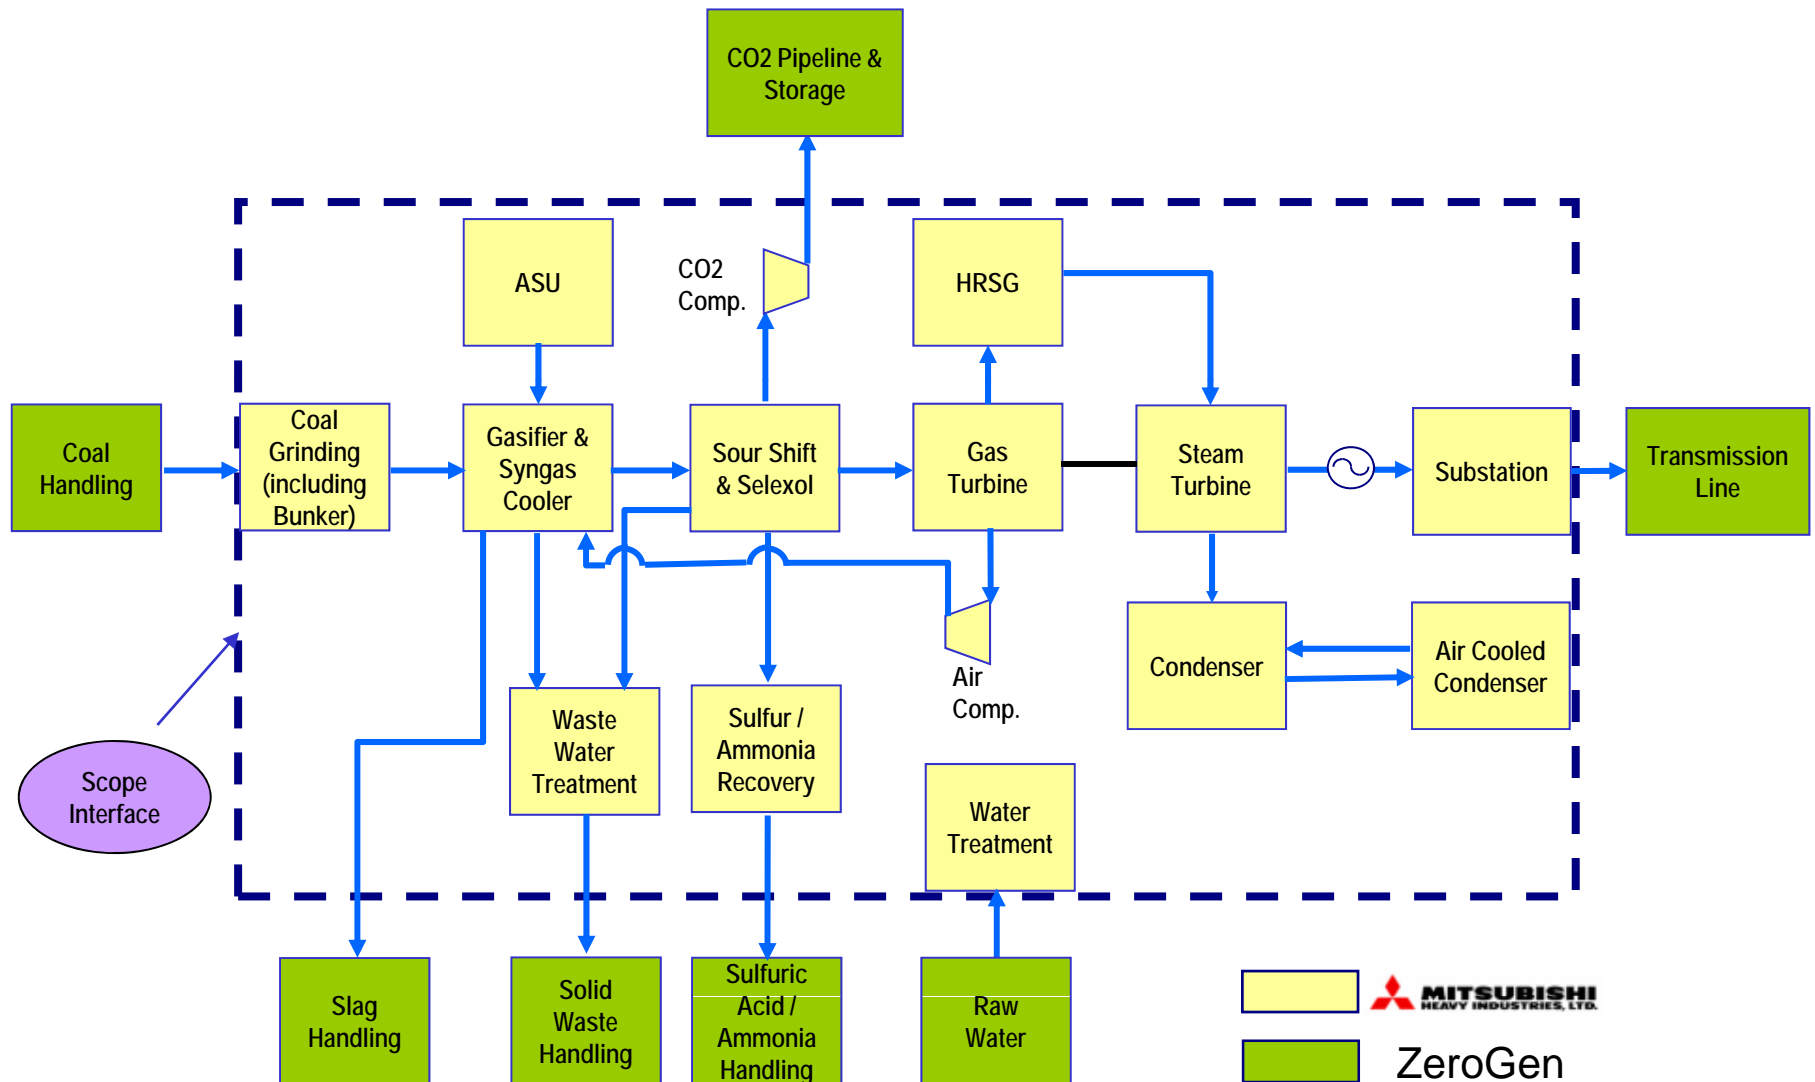 CO2 Pipeline &
Storage
ASU
CO2
Comp.
HRSG
Coal
Handling
Coal
Grinding
(including
Bunker)
Gasifier &
Syngas
Cooler
Sour Shift
& Selexol
Gas
Turbine
Steam
Turbine
Substation
Transmission
Line
Air
Comp.
Condenser
Air Cooled
Condenser
Scope
Interface
Waste
Water
Treatment
Sulfur /
Ammonia
Recovery
Water
Treatment
Slag
Handling
Solid
Waste
Handling
Sulfuric
Acid /
Ammonia
Handling
Raw
Water
MITSUBISHI
HEAVY INDUSTRIES, LTD.
ZeroGen